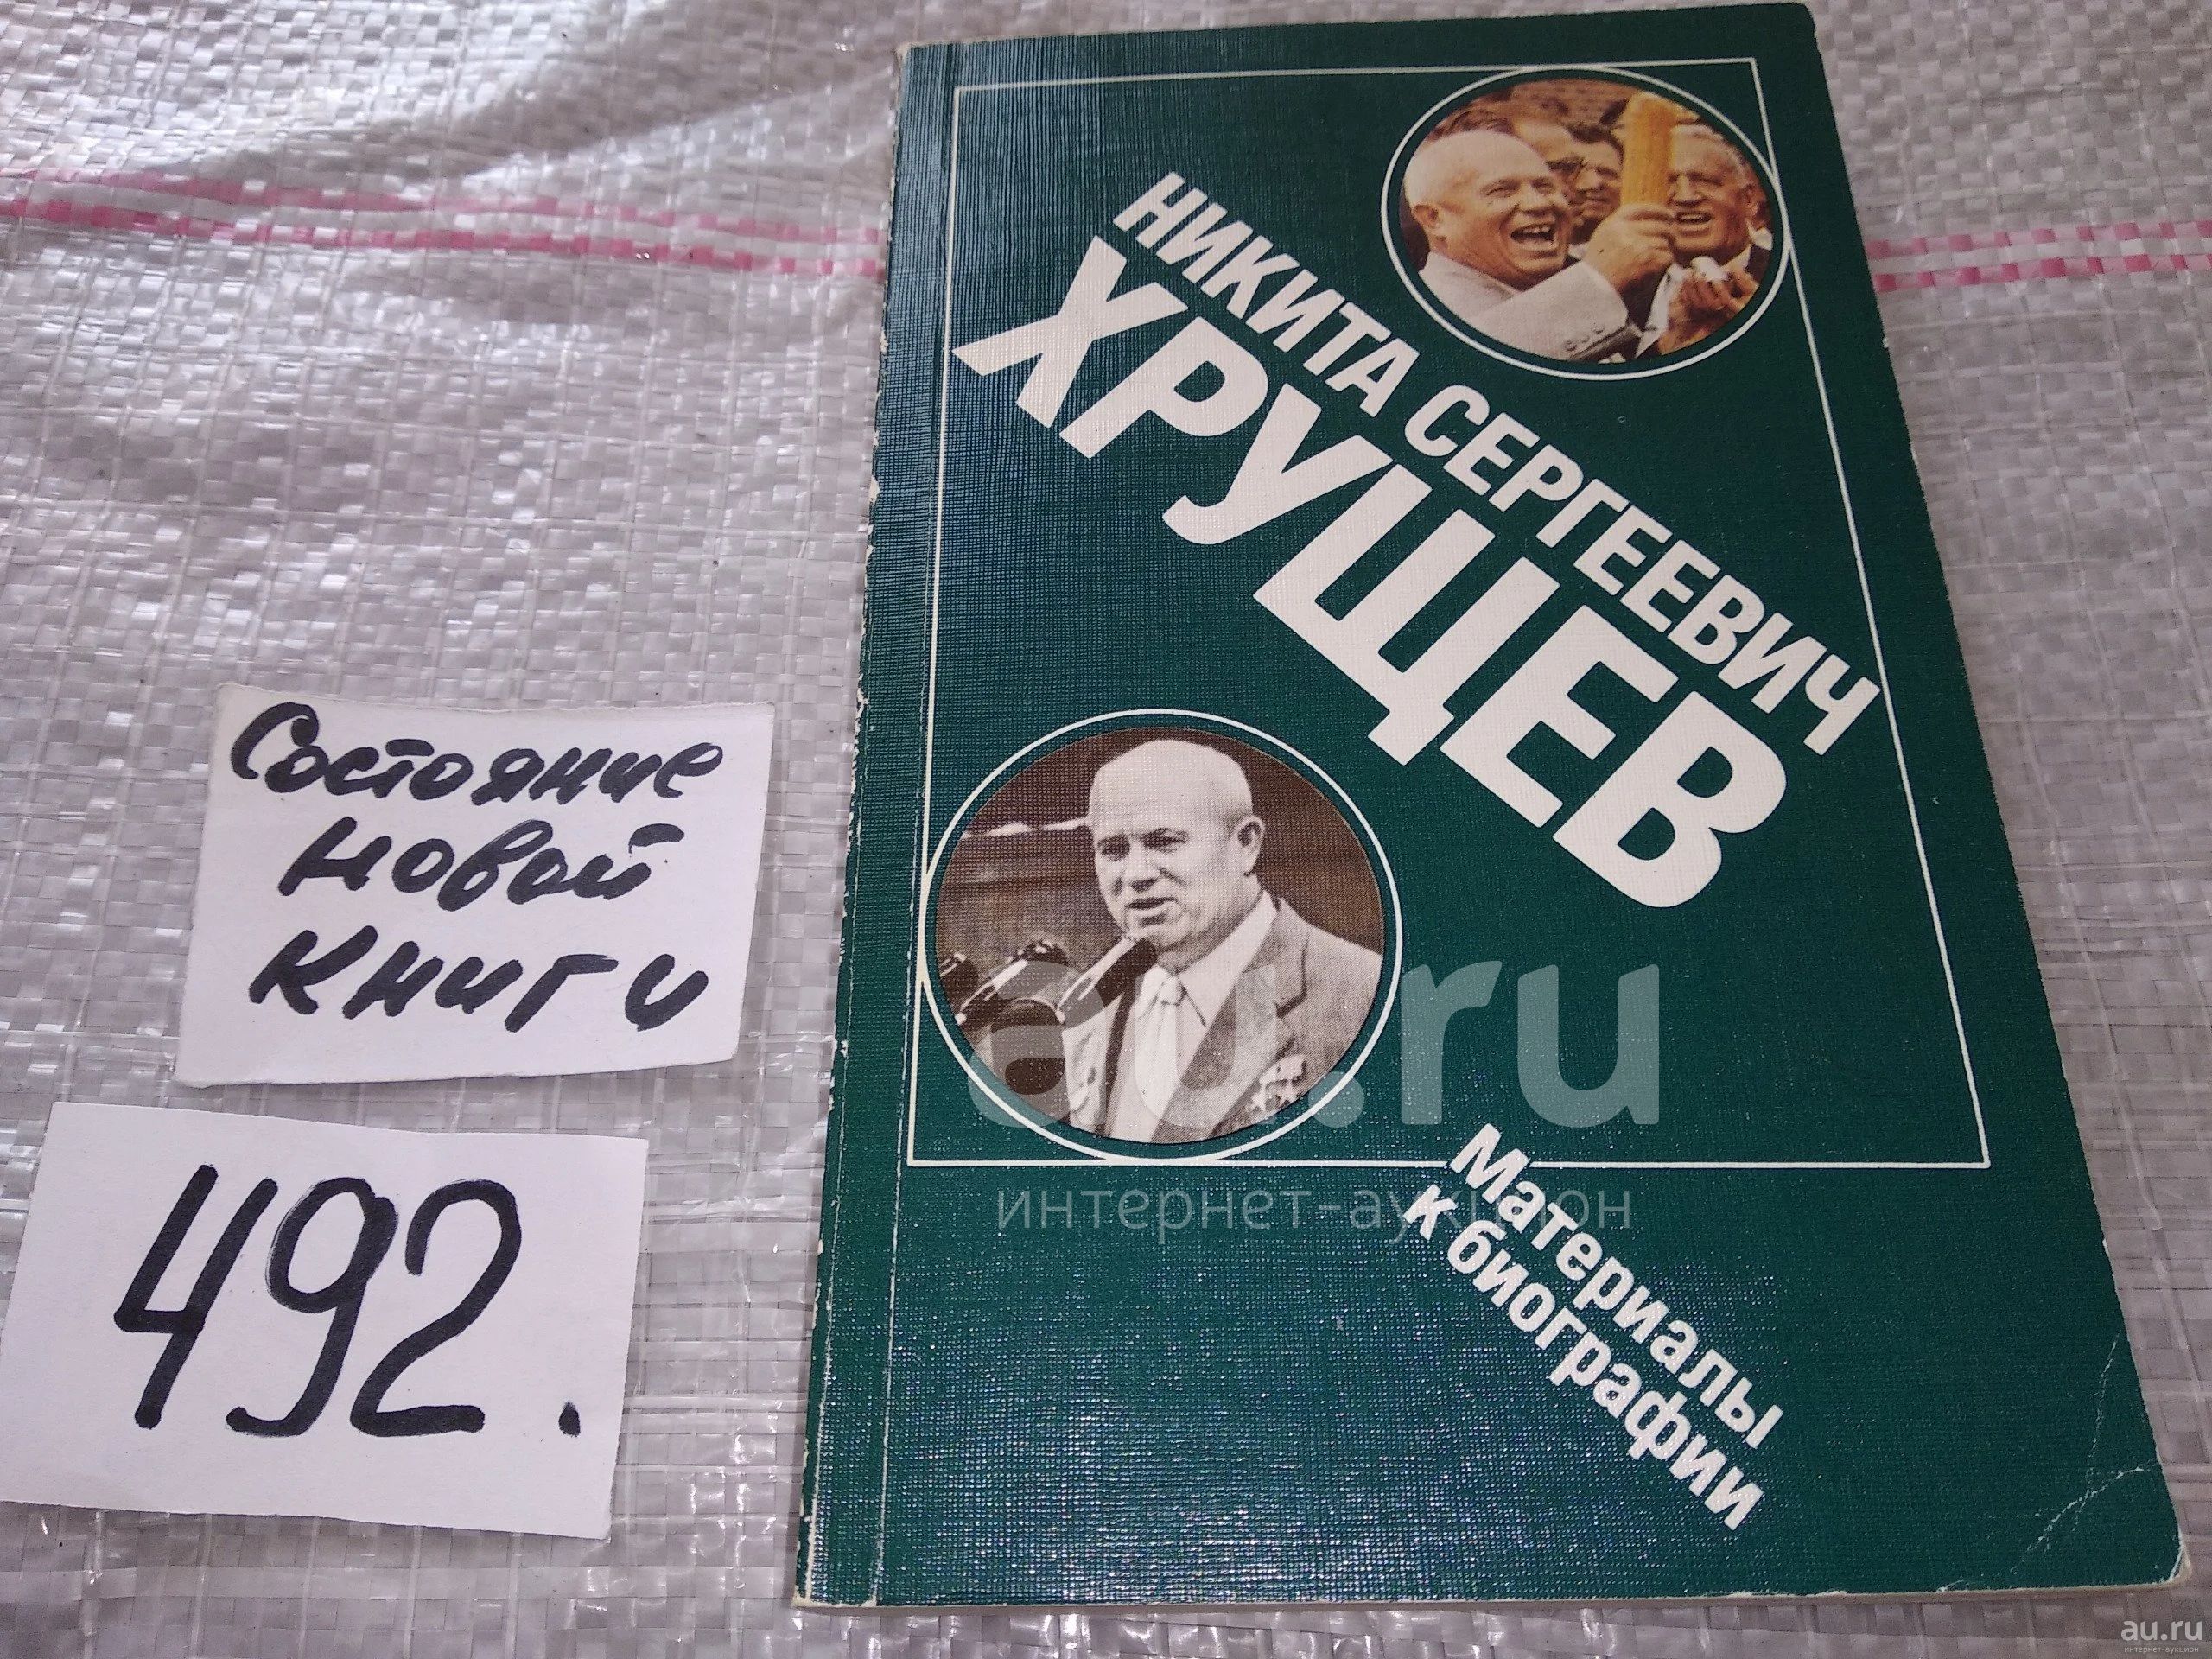 НИКИТА СЕРГЕЕВИЧ
ХРУЩЕВ
Состояние
новой
книги
492.
au.ru
интернет-аукцион
Материалы
к биографии
au.ru
интернет-аукцион